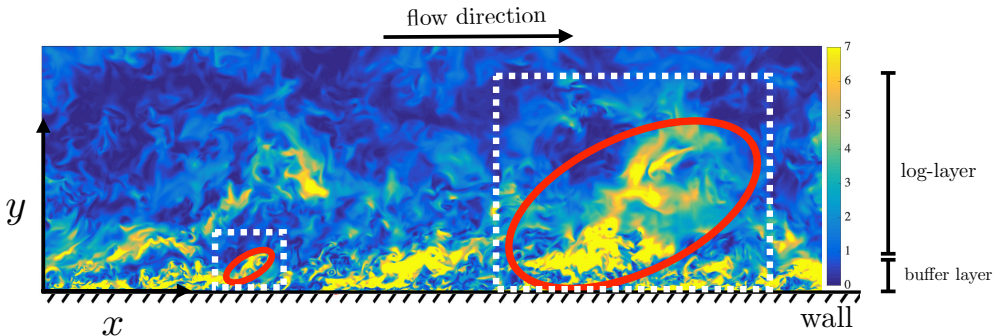 flow direction
7
6
5
4
3
2
1
0
y
x
log-layer
buffer layer
wall